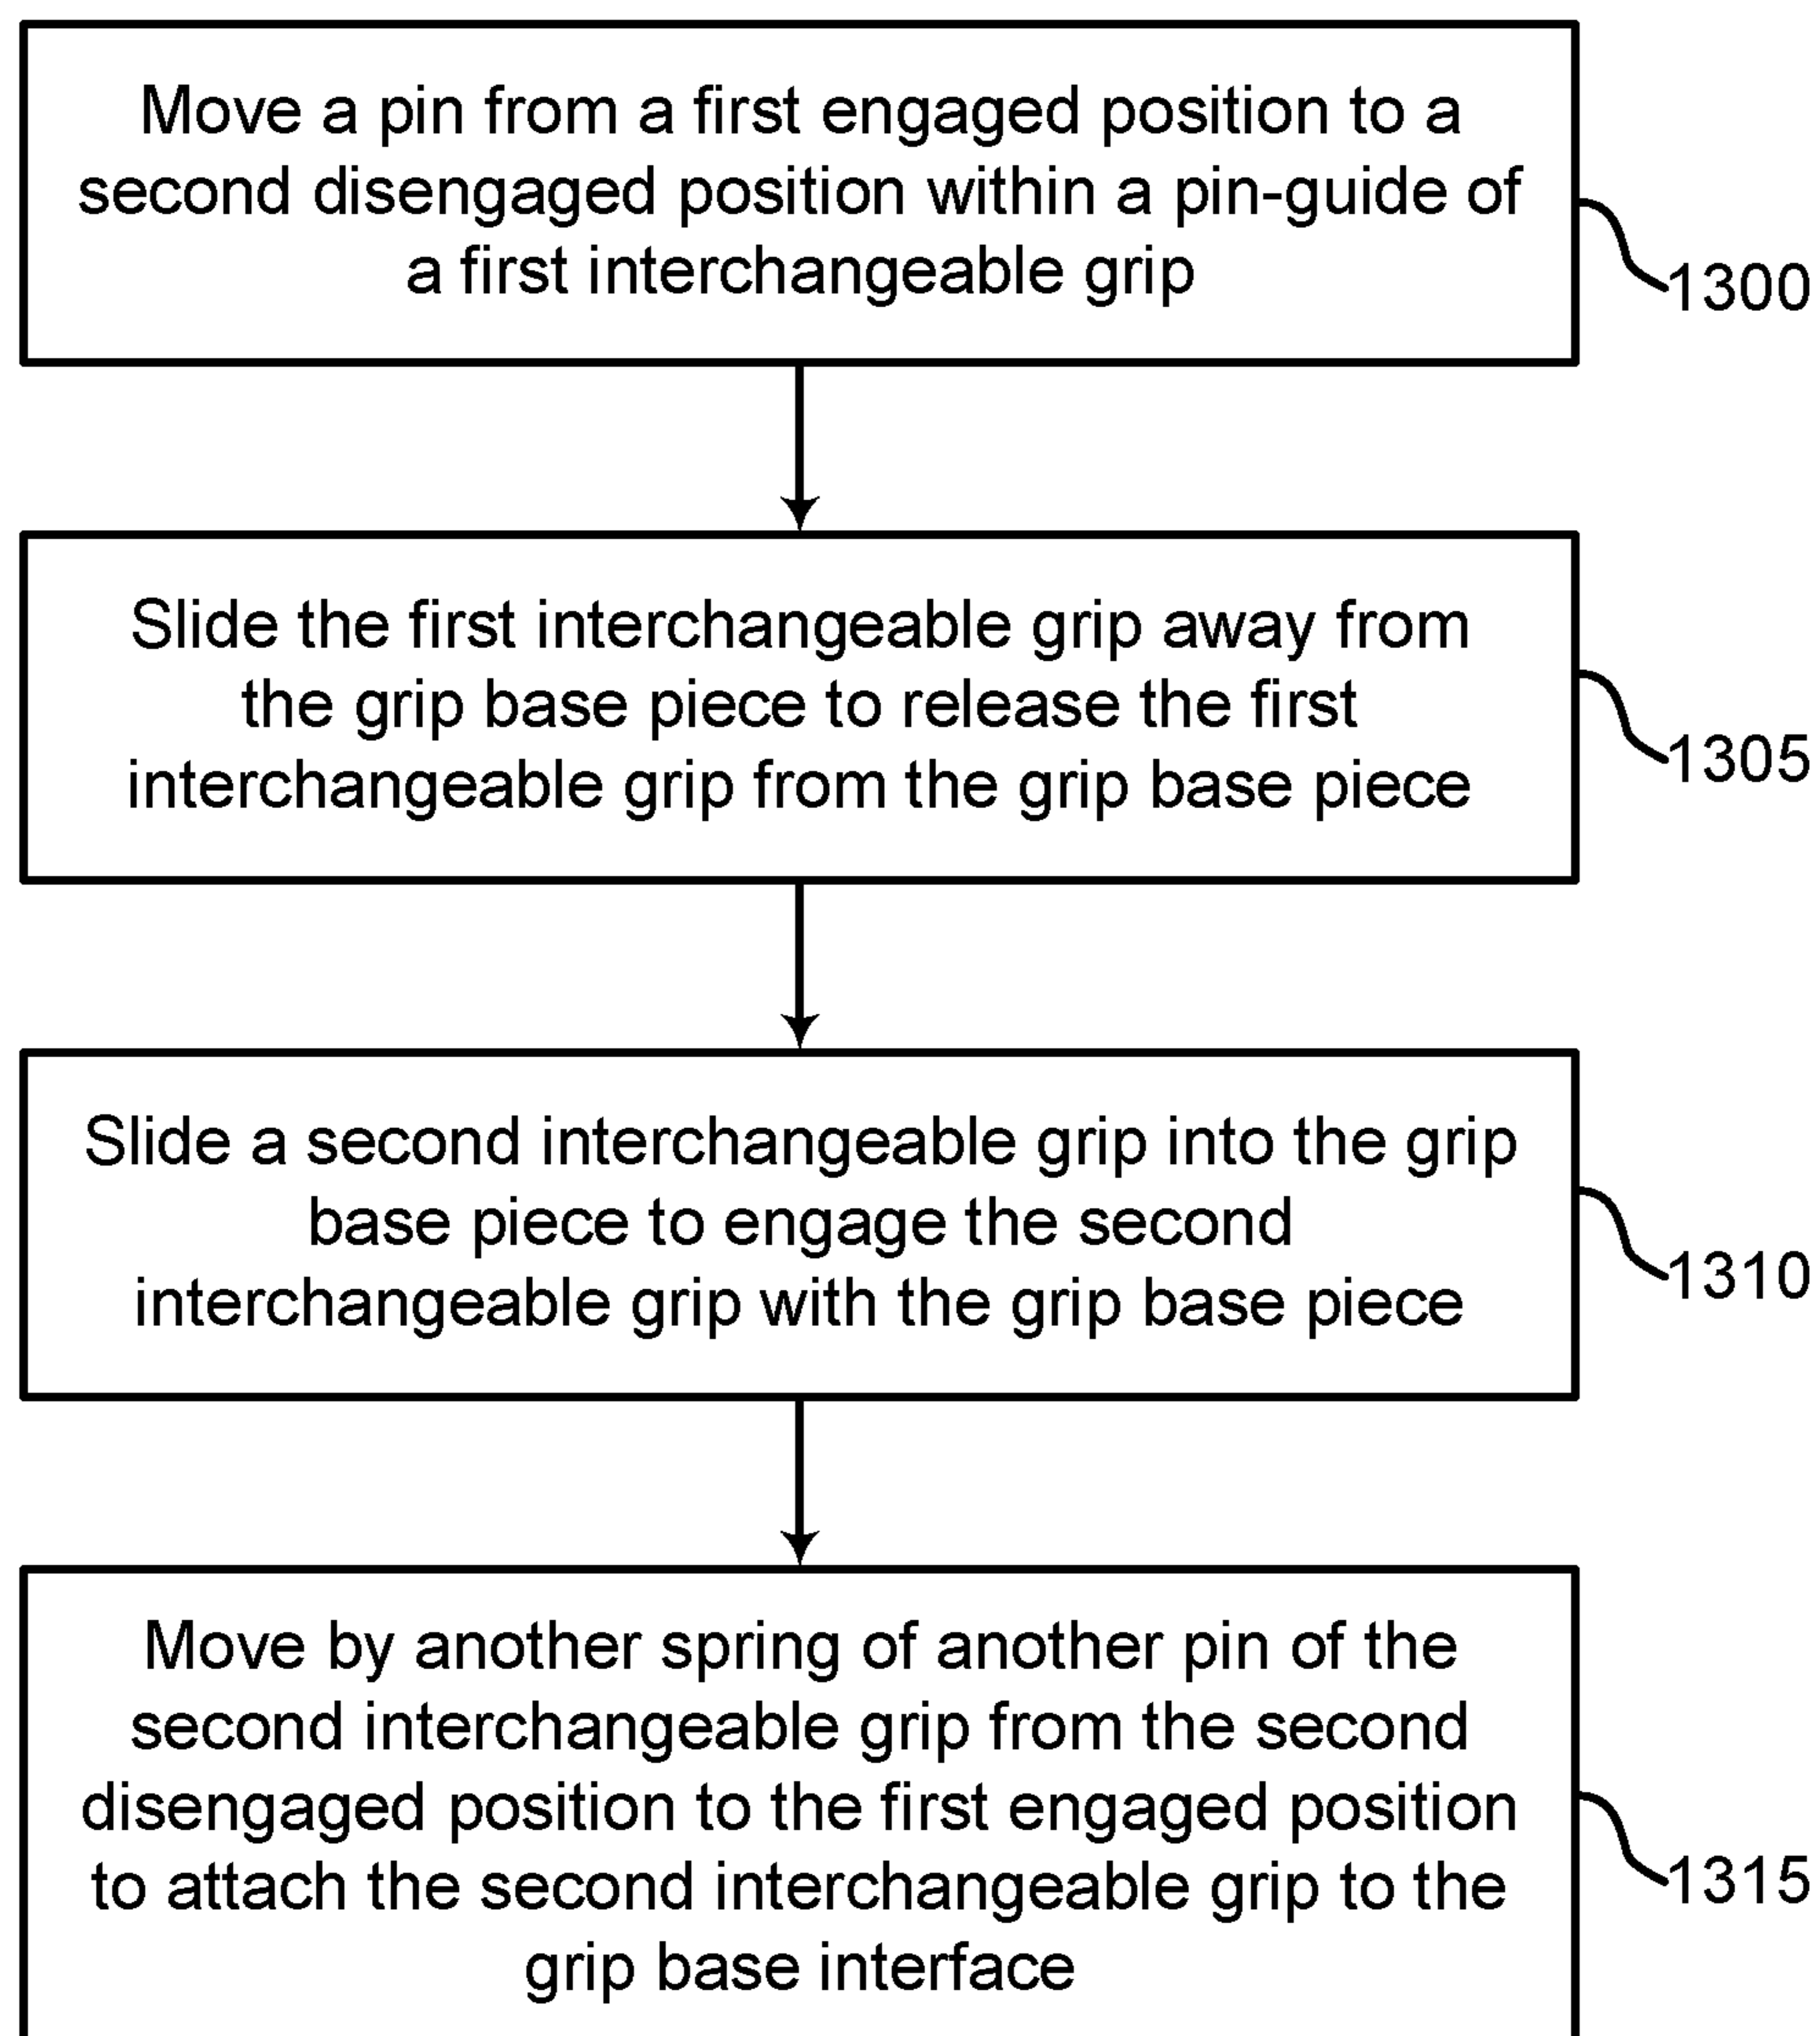 Move a pin from a first engaged position to a
second disengaged position within a pin-guide of
a first interchangeable grip
1300
Slide the first interchangeable grip away from
the grip base piece to release the first
interchangeable grip from the grip base piece
1305
Slide a second interchangeable grip into the grip
base piece to engage the second
interchangeable grip with the grip base piece
1310
Move by another spring of another pin of the
second interchangeable grip from the second
disengaged position to the first engaged position
to attach the second interchangeable grip to the
grip base interface
1315